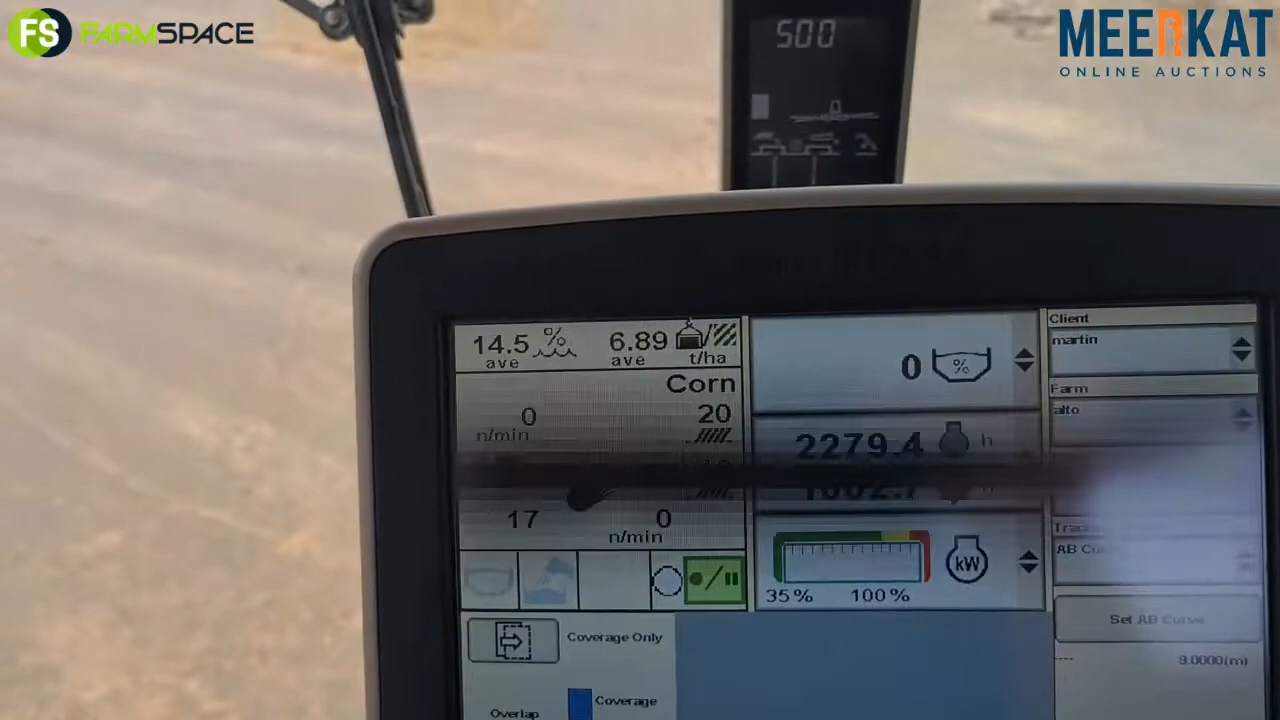 FS FARMSPACE
MEERKAT
ONLINE AUCTIONS
500
14.5 %
ave
6.89 t/ha
ave
Corn
0
n/min
20
17
0
n/min
0 %
2279.4 h
35% 100%
kW
Client
martin
Farm
alto
AB
Set AB Curve
---- 9.0000(m)
Coverage Only
Coverage
Overlap